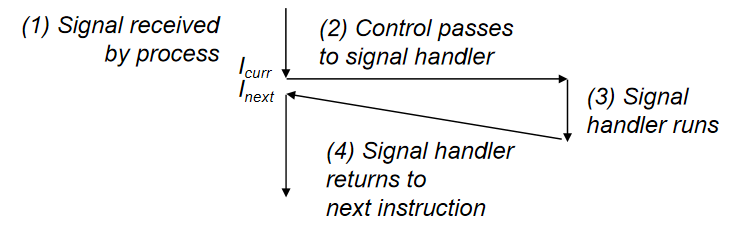 (1) Signal received
by process
(2) Control passes
to signal handler
Icurr
Inext
(3) Signal
handler runs
(4) Signal handler
returns to
next instruction